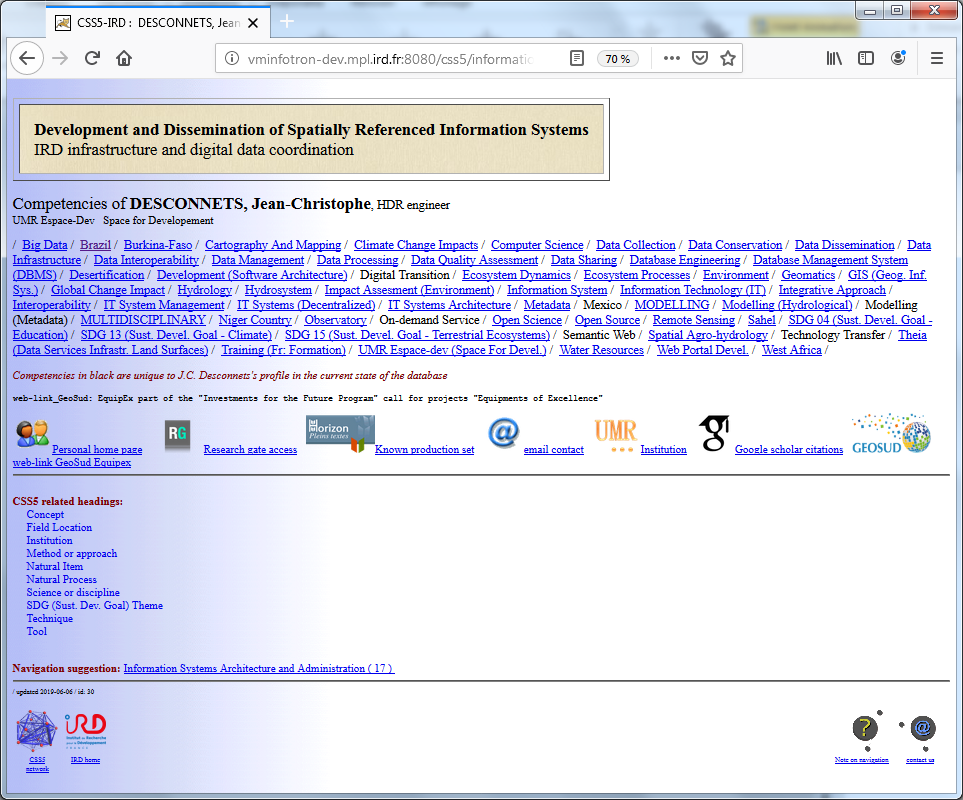 CSS5-IRD : DESCONNETS, Jean
vminfotron-dev.mpl.ird.fr:8080/css5/informatic
70 %
Development and Dissemination of Spatially Referenced Information Systems
IRD infrastructure and digital data coordination
Competencies of DESCONNETS, Jean-Christophe, HDR engineer
UMR Espace-Dev Space for Developement
/ Big Data / Brazil / Burkina-Faso / Cartography And Mapping / Climate Change Impacts / Computer Science / Data Collection / Data Conservation / Data Dissemination / Data
Infrastructure / Data Interoperability / Data Management / Data Processing / Data Quality Assessment / Data Sharing / Database Engineering / Database Management System
(DBMS) / Desertification / Development (Software Architecture) / Digital Transition / Ecosystem Dynamics / Ecosystem Processes / Environment / Geomatics / GIS (Geog. Inf.
Sys.) / Global Change Impact / Hydrology / Hydrosystem / Impact Assesment (Environment) / Information System / Information Technology (IT) / Integrative Approach /
Interoperability / IT System Management / IT Systems (Decentralized) / IT Systems Architecture / Metadata / Mexico / MODELLING / Modelling (Hydrological) / Modelling
(Metadata) / MULTIDISCIPLINARY / Niger Country / Observatory / On-demand Service / Open Science / Open Source / Remote Sensing / Sahel / SDG 04 (Sust. Devel. Goal -
Education) / SDG 13 (Sust. Devel. Goal - Climate) / SDG 15 (Sust. Devel. Goal - Terrestrial Ecosystems) / Semantic Web / Spatial Agro-hydrology / Technology Transfer / Theia
(Data Services Infrastr. Land Surfaces) / Training (Fr: Formation) / UMR Espace-dev (Space For Devel.) / Water Resources / Web Portal Devel. / West Africa /
Competencies in black are unique to J.C. Desconnets's profile in the current state of the database
web-link_GeoSud: EquipEx part of the "Investments for the Future Program" call for projects "Equipments of Excellence"
Personal home page RG Research gate access Horizon Pleins textes Known production set @ email contact UMR Institution g Google scholar citations GEOSUD
web-link GeoSud Equipex
CSS5 related headings:
Concept
Field Location
Institution
Method or approach
Natural Item
Natural Process
Science or discipline
SDG (Sust. Dev. Goal) Theme
Technique
Tool
Navigation suggestion: Information Systems Architecture and Administration ( 17 )
/ updated 2019-06-06 / id: 30
iRD
Institut de Recherche
pour le Développement
FRANCE
? @
CSS5
network
IRD home
Note on navigation
contact us